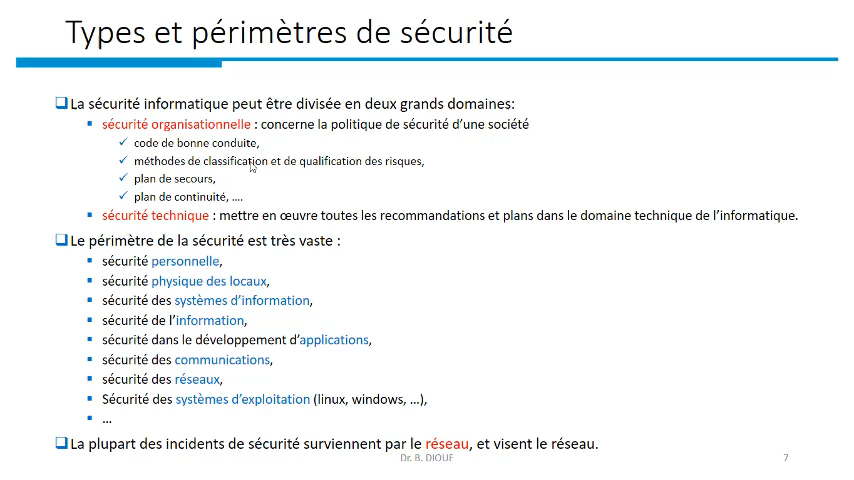 Types et périmètres de sécurité
La sécurité informatique peut être divisée en deux grands domaines:
sécurité organisationnelle : concerne la politique de sécurité d'une société
code de bonne conduite,
méthodes de classification et de qualification des risques,
plan de secours,
plan de continuité, ....
sécurité technique : mettre en œuvre toutes les recommandations et plans dans le domaine technique de l'informatique.
Le périmètre de la sécurité est très vaste :
sécurité personnelle,
sécurité physique des locaux,
sécurité des systèmes d'information,
sécurité de l'information,
sécurité dans le développement d'applications,
sécurité des communications,
sécurité des réseaux,
Sécurité des systèmes d'exploitation (linux, windows, ...),
...
La plupart des incidents de sécurité surviennent par le réseau, et visent le réseau.
Dr. B. DIOUF
7